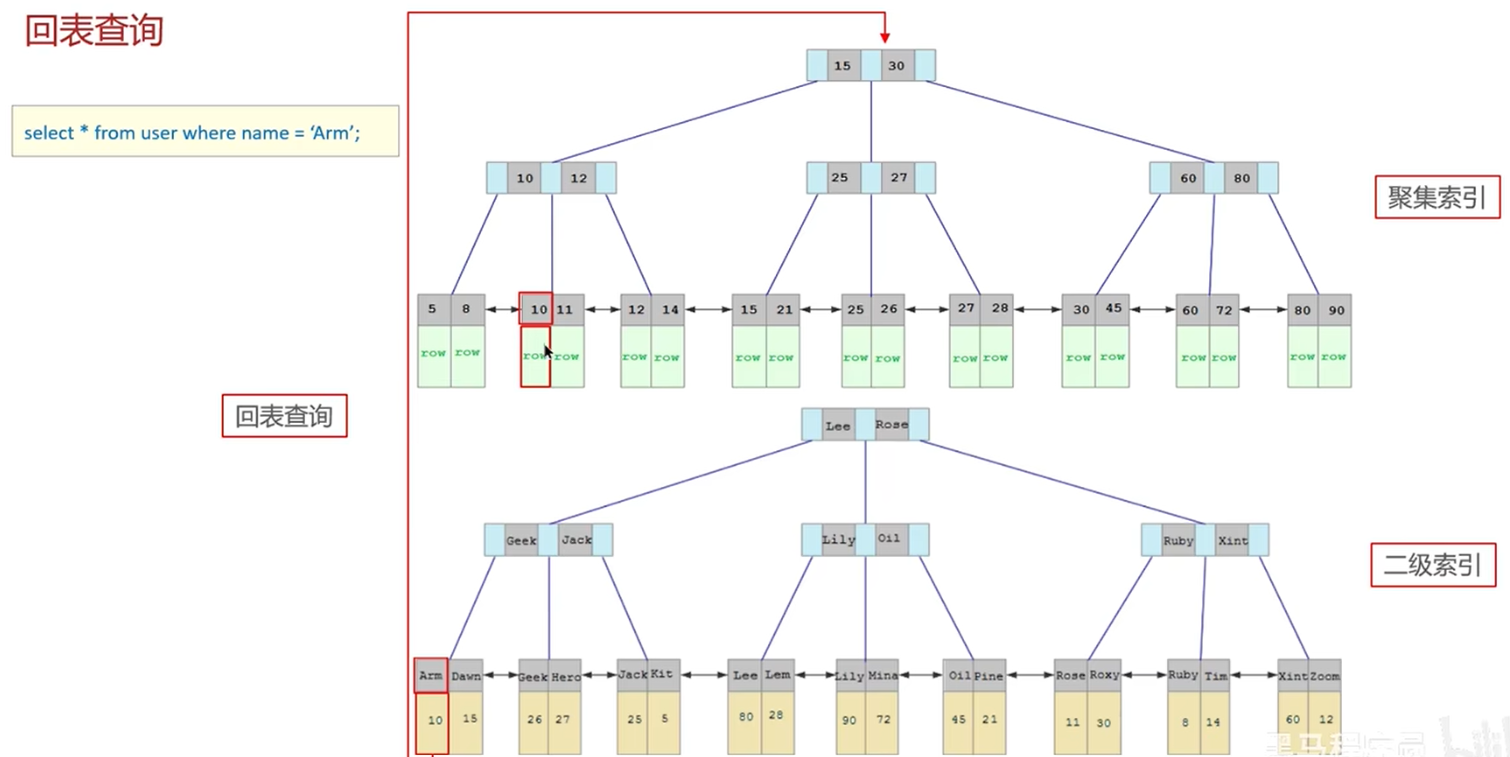 回表查询
select * from user where name = ‘Arm’;
15 30
10 12 25 27 60 80
聚集索引
5 8 10 11 12 14 15 21 25 26 27 28 30 45 60 72 80 90
row row row row row row row row row row row row row row row row row row
回表查询
Lee Rose
Geek Jack Lily Oil Ruby Xint
二级索引
Arm Dawn Geek Hero Jack Kit Lee Lem Lily Mina Oil Pine Rose Roxy Ruby Tim Xint Zoom
10 15 26 27 25 5 80 28 90 72 45 21 11 30 8 14 60 12